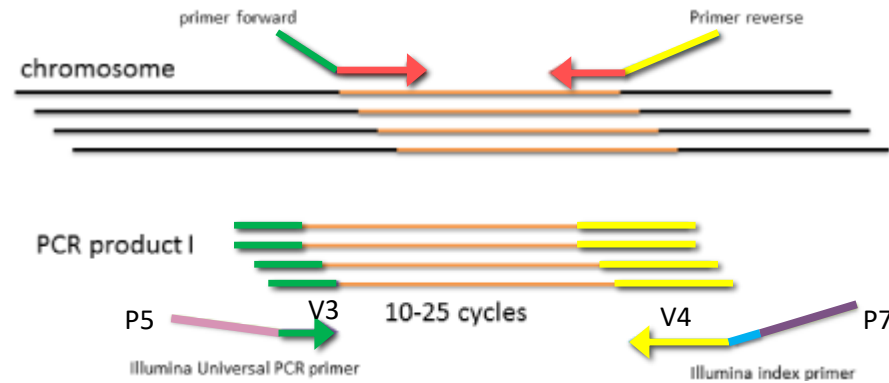 primer forward
Primer reverse
chromosome
PCR product I
V3
10-25 cycles
V4
P5
P7
Illumina Universal PCR primer
Illumina index primer